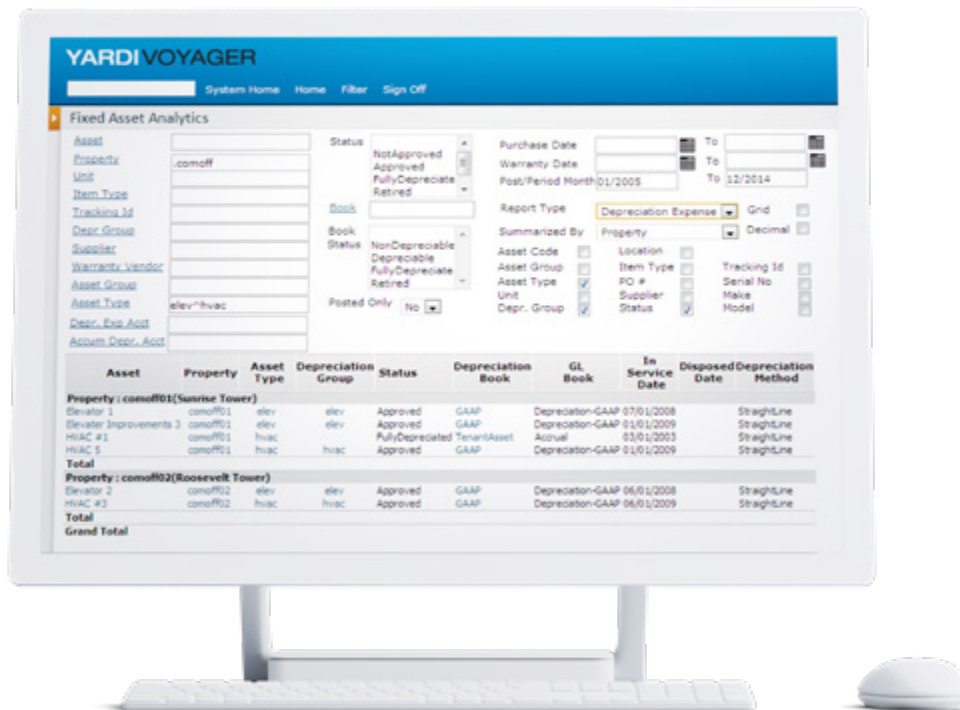 YARDI VOYAGER
System Home Home Filter Sign Off
Fixed Asset Analytics
Asset
Property .comoff
Unit
Item Type
Tracking Id
Depr Group
Supplier
Warranty Vendor
Asset Group
Asset Type elev^hvac
Depr. Exp Acct
Accum Depr. Acct
Status NotApproved
Approved
FullyDepreciate
Retired
Book
Book Status NonDepreciable
Depreciable
FullyDepreciate
Retired
Posted Only No
Purchase Date To
Warranty Date To
Post/Period Month 01/2005 To 12/2014
Report Type Depreciation Expense Grid
Summarized By Property Decimal
Asset Code Location
Asset Group Item Type Tracking Id
Asset Type PO # Serial No
Unit Supplier Make
Depr. Group Status Model
Asset Property Asset Type Depreciation Group Status Depreciation Book GL Book In Service Date Disposed Date Depreciation Method
Property : comoff01(Sunrise Tower)
Elevator 1 comoff01 elev elev Approved GAAP Depreciation-GAAP 07/01/2008 StraightLine
Elevater Improvements 3 comoff01 elev elev Approved GAAP Depreciation-GAAP 01/01/2009 StraightLine
HVAC #1 comoff01 hvac FullyDepreciated TenantAsset Accrual 03/01/2003 StraightLine
HVAC 5 comoff01 hvac hvac Approved GAAP Depreciation-GAAP 01/01/2009 StraightLine
Total
Property : comoff02(Roosevelt Tower)
Elevator 2 comoff02 elev elev Approved GAAP Depreciation-GAAP 06/01/2008 StraightLine
HVAC #3 comoff02 hvac hvac Approved GAAP Depreciation-GAAP 06/01/2009 StraightLine
Total
Grand Total